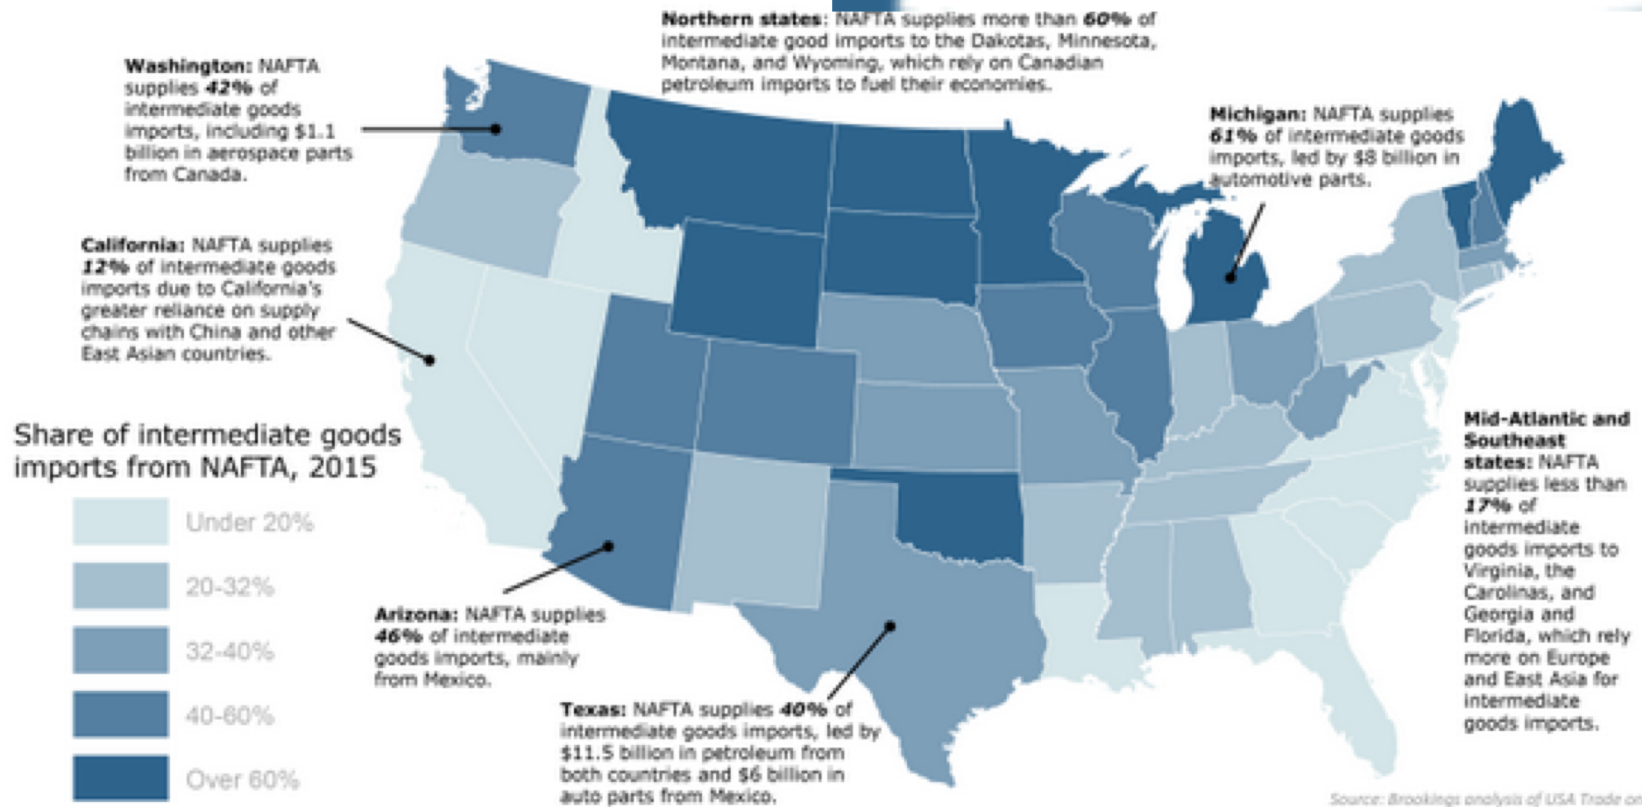 Northern states: NAFTA supplies more than 60% of
intermediate good imports to the Dakotas, Minnesota,
Montana, and Wyoming, which rely on Canadian
petroleum imports to fuel their economies.
Washington: NAFTA
supplies 42% of
intermediate goods
imports, including $1.1
billion in aerospace parts
from Canada.
Michigan: NAFTA supplies
61% of intermediate goods
imports, led by $8 billion in
automotive parts.
California: NAFTA supplies
12% of intermediate goods
imports due to California's
greater reliance on supply
chains with China and other
East Asian countries.
Share of intermediate goods
imports from NAFTA, 2015
Under 20%
20-32%
32-40%
40-60%
Over 60%
Arizona: NAFTA supplies
46% of intermediate
goods imports, mainly
from Mexico.
Texas: NAFTA supplies 40% of
intermediate goods imports, led by
$11.5 billion in petroleum from
both countries and $6 billion in
auto parts from Mexico.
Mid-Atlantic and
Southeast
states: NAFTA
supplies less than
17% of
intermediate
goods imports to
Virginia, the
Carolinas, and
Georgia and
Florida, which rely
more on Europe
and East Asia for
intermediate
goods imports.
Source: Brookings analysis of USA Trade on